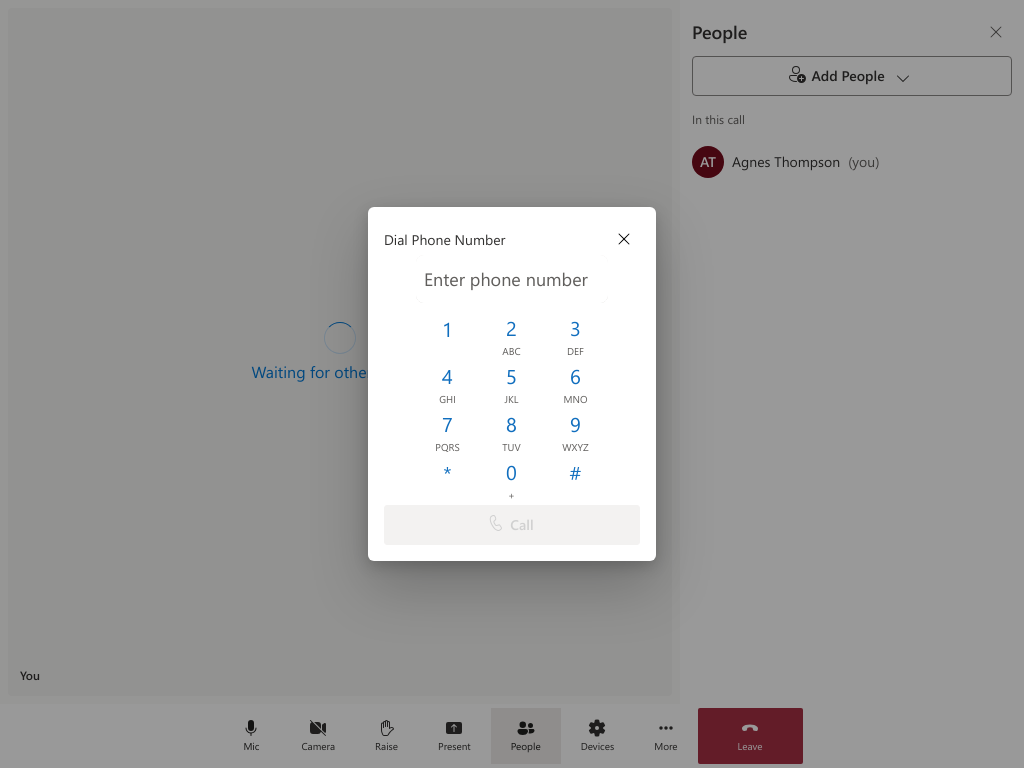 People
Add People
In this call
AT Agnes Thompson (you)
Dial Phone Number
Enter phone number
1 2 3
ABC DEF
4 5 6
GHI JKL MNO
7 8 9
PQRS TUV WXYZ
* 0 #
+
Call
Waiting for othe
You
Mic Camera Raise Present People Devices More Leave